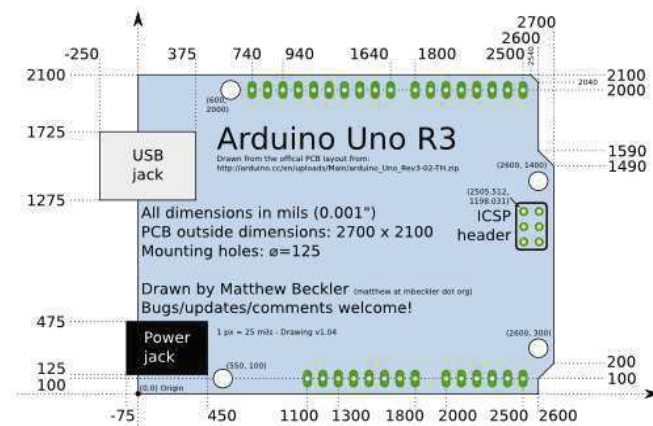 2700
2600
-250 375 740 940 1640 1800 2500
2540
2100
2040
2100
2000
(600,
2000)
1725
Arduino Uno R3
Drawn from the offical PCB layout from:
http://arduino.cc/en/uploads/Main/arduino_Uno_Rev3-02-TH.zip
USB
jack
1590
1490
(2600, 1400)
1275
(2505.512,
1198.031)
ICSP
header
All dimensions in mils (0.001")
PCB outside dimensions: 2700 x 2100
Mounting holes: ø=125
Drawn by Matthew Beckler (matthew at mbeckler dot org)
Bugs/updates/comments welcome!
475
Power
jack
1 px = 25 mils - Drawing v1.04
(2600, 300)
(550, 100)
125
100
200
100
(0,0) Origin
-75 450 1100 1300 1800 2000 2500 2600